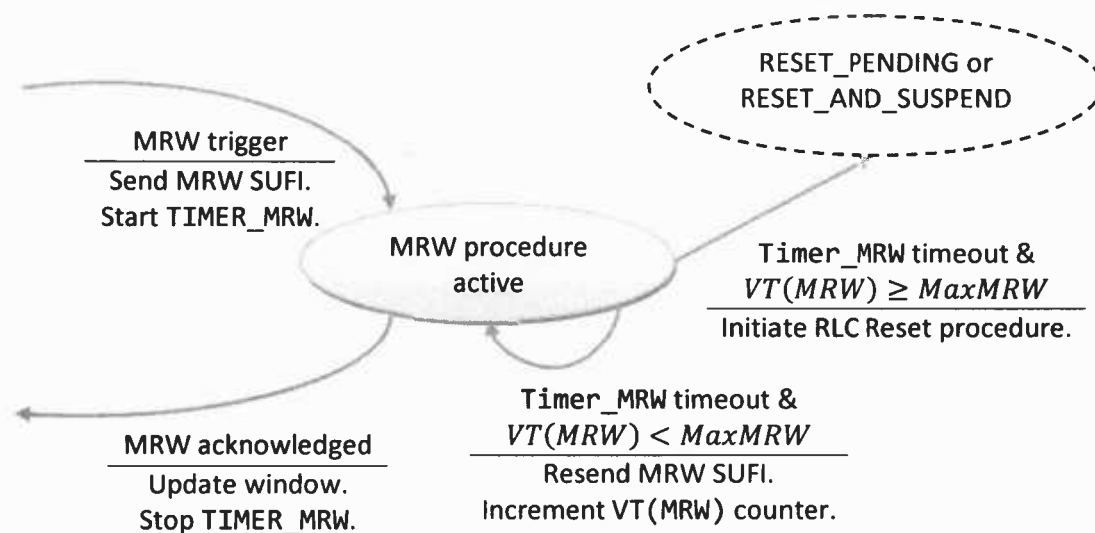 RESET_PENDING or
RESET_AND_SUSPEND
MRW trigger
Send MRW SUFI.
Start TIMER_MRW.
MRW procedure
active
Timer_MRW timeout &
VT(MRW) ≥ MaxMRW
Initiate RLC Reset procedure.
Timer_MRW timeout &
VT(MRW) < MaxMRW
Resend MRW SUFI.
Increment VT(MRW) counter.
MRW acknowledged
Update window.
Stop TIMER_MRW.